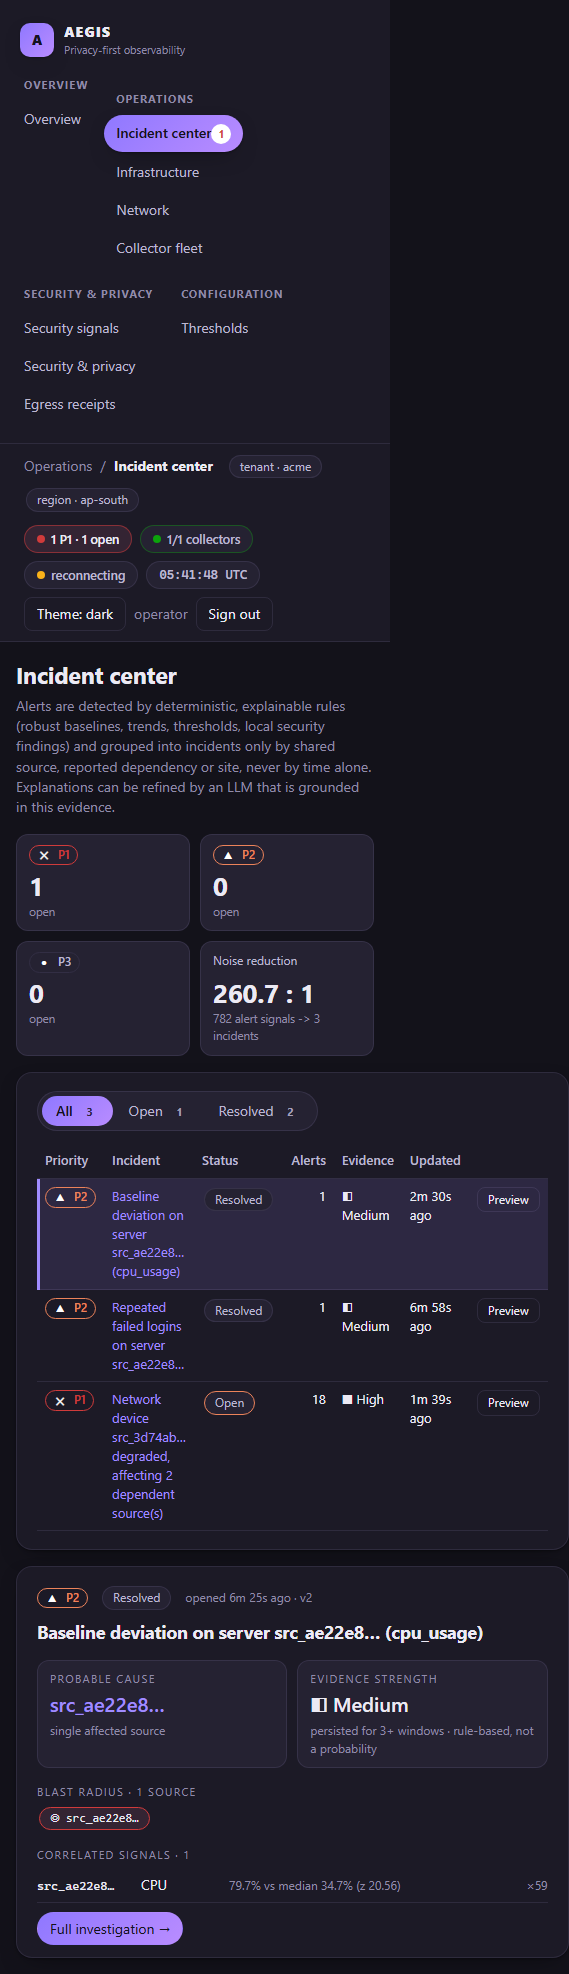 A
AEGIS
Privacy-first observability
OVERVIEW
Overview
OPERATIONS
Incident center 1
Infrastructure
Network
Collector fleet
SECURITY & PRIVACY
Security signals
Security & privacy
Egress receipts
CONFIGURATION
Thresholds
Operations / Incident center tenant · acme
region · ap-south
1 P1 · 1 open 1/1 collectors
reconnecting 05:41:48 UTC
Theme: dark operator Sign out
Incident center
Alerts are detected by deterministic, explainable rules
(robust baselines, trends, thresholds, local security
findings) and grouped into incidents only by shared
source, reported dependency or site, never by time alone.
Explanations can be refined by an LLM that is grounded
in this evidence.
P1
1
open
P2
0
open
P3
0
open
Noise reduction
260.7 : 1
782 alert signals -> 3
incidents
All 3 Open 1 Resolved 2
Priority Incident Status Alerts Evidence Updated
P2 Baseline deviation on server src_ae22e8… (cpu_usage) Resolved 1 Medium 2m 30s ago Preview
P2 Repeated failed logins on server src_ae22e8… Resolved 1 Medium 6m 58s ago Preview
P1 Network device src_3d74ab… degraded, affecting 2 dependent source(s) Open 18 High 1m 39s ago Preview
P2 Resolved opened 6m 25s ago · v2
Baseline deviation on server src_ae22e8… (cpu_usage)
PROBABLE CAUSE
src_ae22e8…
single affected source
EVIDENCE STRENGTH
Medium
persisted for 3+ windows · rule-based, not
a probability
BLAST RADIUS · 1 SOURCE
src_ae22e8…
CORRELATED SIGNALS · 1
src_ae22e8… CPU 79.7% vs median 34.7% (z 20.56) ×59
Full investigation →